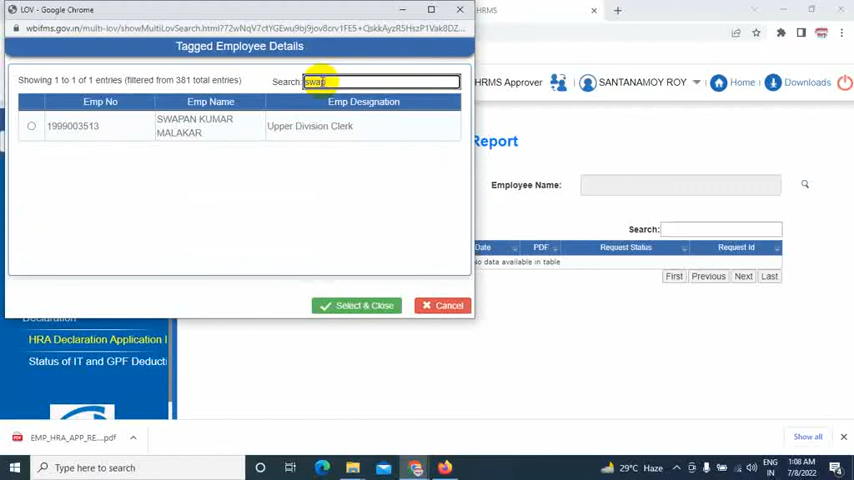 LOV - Google Chrome
wbifms.gov.in/multi-lov/showMultiLovSearch.html?72wNqV7ctYGEwu9bj9jov8crv1FE5+QskkAyzR5HszP1VakB7DZ...
Tagged Employee Details
Showing 1 to 1 of 1 entries (filtered from 381 total entries)
Search: swap
Emp No Emp Name Emp Designation
1999003513 SWAPAN KUMAR MALAKAR Upper Division Clerk
Select & Close Cancel
HRMS
HRMS Approver SANTANAMOY ROY Home Downloads
Report
Employee Name:
Search:
Date PDF Request Status Request Id
No data available in table
First Previous Next Last
Declaration
HRA Declaration Application
Status of IT and GPF Deducti
EMP_HRA_APP_RE....pdf
Show all
Type here to search
29°C Haze
ENG
IN
1:08 AM
7/8/2022
4